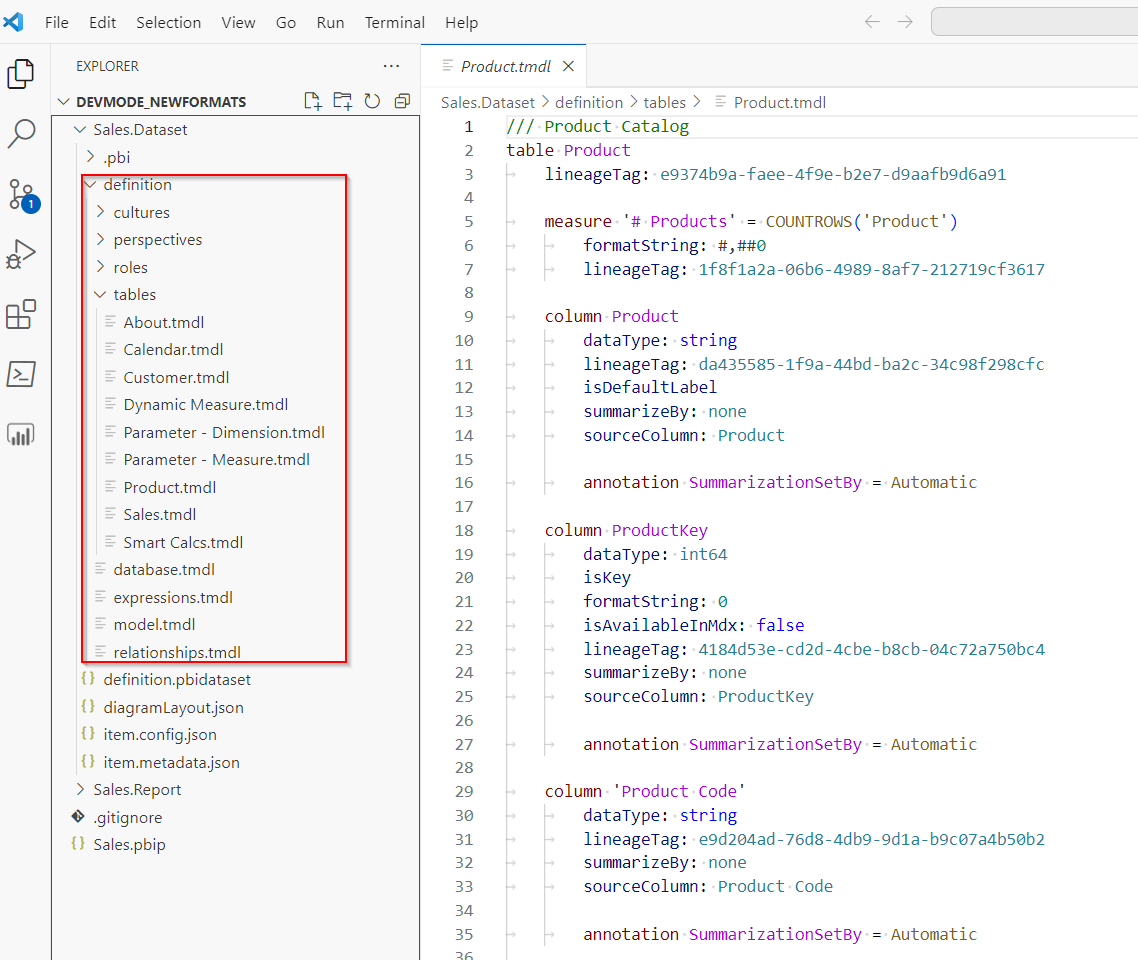 File Edit Selection View Go Run Terminal Help
EXPLORER
DEVMODE_NEWFORMATS
Sales.Dataset
.pbi
definition
cultures
perspectives
roles
tables
About.tmdl
Calendar.tmdl
Customer.tmdl
Dynamic Measure.tmdl
Parameter - Dimension.tmdl
Parameter - Measure.tmdl
Product.tmdl
Sales.tmdl
Smart Calcs.tmdl
database.tmdl
expressions.tmdl
model.tmdl
relationships.tmdl
definition.pbidataset
diagramLayout.json
item.config.json
item.metadata.json
Sales.Report
.gitignore
Sales.pbip
1
Product.tmdl
Sales.Dataset > definition > tables > Product.tmdl
1 /// Product Catalog
2 table Product
3 lineageTag: e9374b9a-faee-4f9e-b2e7-d9aafb9d6a91
4
5 measure '# Products' = COUNTROWS('Product')
6 formatString: #,##0
7 lineageTag: 1f8f1a2a-06b6-4989-8af7-212719cf3617
8
9 column Product
10 dataType: string
11 lineageTag: da435585-1f9a-44bd-ba2c-34c98f298cfc
12 isDefaultLabel
13 summarizeBy: none
14 sourceColumn: Product
15
16 annotation SummarizationSetBy = Automatic
17
18 column ProductKey
19 dataType: int64
20 isKey
21 formatString: 0
22 isAvailableInMdx: false
23 lineageTag: 4184d53e-cd2d-4cbe-b8cb-04c72a750bc4
24 summarizeBy: none
25 sourceColumn: ProductKey
26
27 annotation SummarizationSetBy = Automatic
28
29 column 'Product Code'
30 dataType: string
31 lineageTag: e9d204ad-76d8-4db9-9d1a-b9c07a4b50b2
32 summarizeBy: none
33 sourceColumn: Product Code
34
35 annotation SummarizationSetBy = Automatic
36